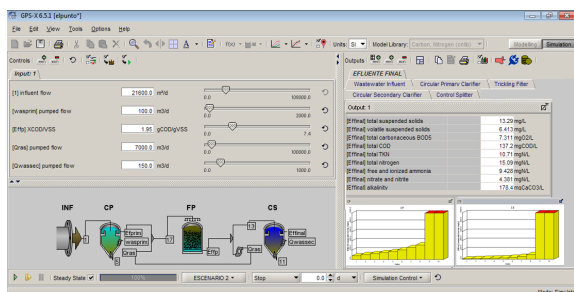 GPS-X 6.5.1 [elpunto*]
File Edit View Tools Options Help
Units: SI Model Library: Carbon, Nitrogen (cnlib) Modelling Simulation
Controls:
Outputs:
Input: 1
EFLUENTE FINAL
Wastewater Influent Circular Primary Clarifier Trickling Filter
Circular Secondary Clarifier Control Splitter
Output: 1
[1] influent flow 21600.0 m³/d 0.0 100000.0
[wasprim] pumped flow 100.0 m3/d 0.0 2000.0
[Effp] XCOD/VSS 1.95 gCOD/gVSS 0.0 7.4
[Qras] pumped flow 7000.0 m3/d 0.0
[Qwassec] pumped flow 150.0 m3/d 0.0 1000.0
[Effinal] total suspended solids 13.29 mg/L
[Effinal] volatile suspended solids 6.413 mg/L
[Effinal] total carbonaceous BOD5 7.311 mgO2/L
[Effinal] total COD 137.2 mgCOD/L
[Effinal] total TKN 10.71 mgN/L
[Effinal] total nitrogen 15.09 mgN/L
[Effinal] free and ionized ammonia 9.428 mgN/L
[Effinal] nitrate and nitrite 4.381 mgN/L
[Effinal] alkalinity 178.4 mgCaCO3/L
INF CP FP CS
Efprim
wasprim
Qras
17
Effp
13
Qras
Effinal
Qwassec
11
Steady State 100% ESCENARIO 2 Stop 0.0 d Simulation Control